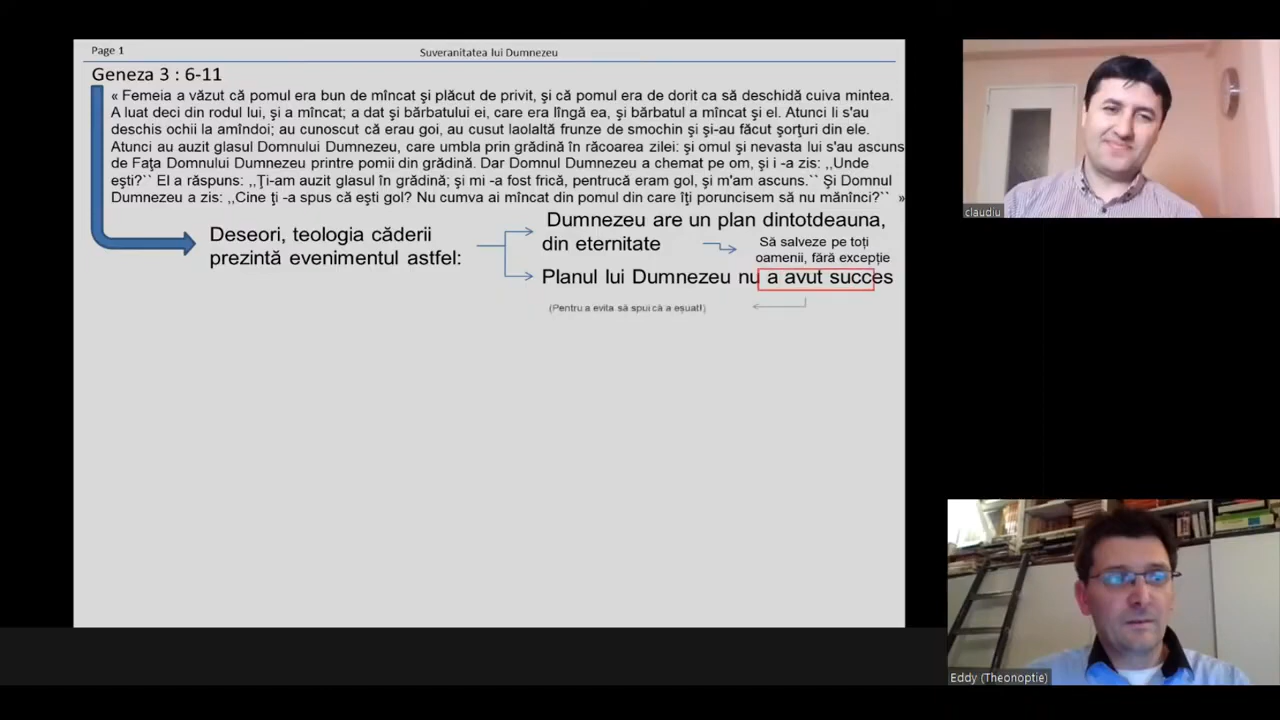 Page 1
Suveranitatea lui Dumnezeu
Geneza 3 : 6-11
« Femeia a văzut că pomul era bun de mîncat şi plăcut de privit, şi că pomul era de dorit ca să deschidă cuiva mintea.
A luat deci din rodul lui, şi a mîncat; a dat şi bărbatului ei, care era lîngă ea, şi bărbatul a mîncat şi el. Atunci li s'au
deschis ochii la amîndoi; au cunoscut că erau goi, au cusut laolaltă frunze de smochin şi şi-au făcut şorţuri din ele.
Atunci au auzit glasul Domnului Dumnezeu, care umbla prin grădină în răcoarea zilei: şi omul şi nevasta lui s'au ascuns
de Faţa Domnului Dumnezeu printre pomii din grădină. Dar Domnul Dumnezeu a chemat pe om, şi i -a zis: ,,Unde
eşti?`` El a răspuns: ,,Ţi-am auzit glasul în grădină; şi mi -a fost frică, pentrucă eram gol, şi m'am ascuns.`` Şi Domnul
Dumnezeu a zis: ,,Cine ţi -a spus că eşti gol? Nu cumva ai mîncat din pomul din care îţi poruncisem să nu mănînci?`` »
Deseori, teologia căderii
prezintă evenimentul astfel:
Dumnezeu are un plan dintotdeauna,
din eternitate
Să salveze pe toți
oamenii, fără excepție
Planul lui Dumnezeu nu a avut succes
(Pentru a evita să spui că a eșuat!)
claudiu
Eddy (Theonoptie)